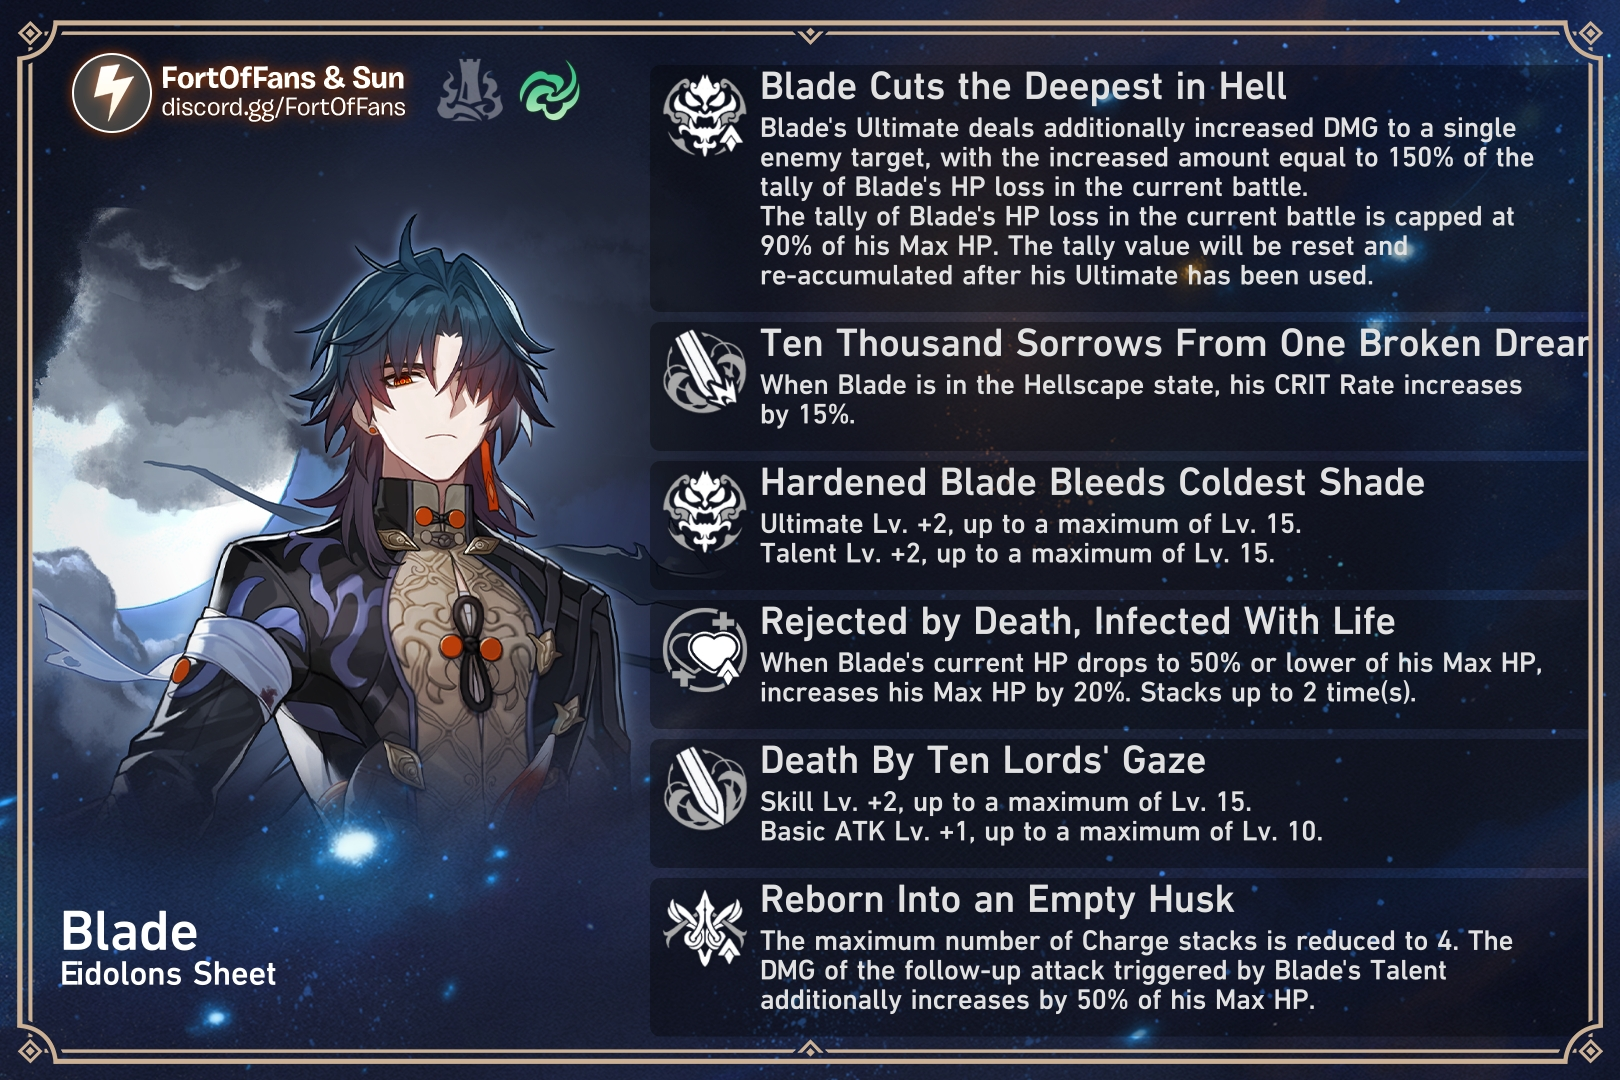 FortOfFans & Sun
discord.gg/FortOfFans
Blade Cuts the Deepest in Hell
Blade's Ultimate deals additionally increased DMG to a single
enemy target, with the increased amount equal to 150% of the
tally of Blade's HP loss in the current battle.
The tally of Blade's HP loss in the current battle is capped at
90% of his Max HP. The tally value will be reset and
re-accumulated after his Ultimate has been used.
Ten Thousand Sorrows From One Broken Drear
When Blade is in the Hellscape state, his CRIT Rate increases
by 15%.
Hardened Blade Bleeds Coldest Shade
Ultimate Lv. +2, up to a maximum of Lv. 15.
Talent Lv. +2, up to a maximum of Lv. 15.
Rejected by Death, Infected With Life
When Blade's current HP drops to 50% or lower of his Max HP,
increases his Max HP by 20%. Stacks up to 2 time(s).
Death By Ten Lords' Gaze
Skill Lv. +2, up to a maximum of Lv. 15.
Basic ATK Lv. +1, up to a maximum of Lv. 10.
Reborn Into an Empty Husk
The maximum number of Charge stacks is reduced to 4. The
DMG of the follow-up attack triggered by Blade's Talent
additionally increases by 50% of his Max HP.
Blade
Eidolons Sheet